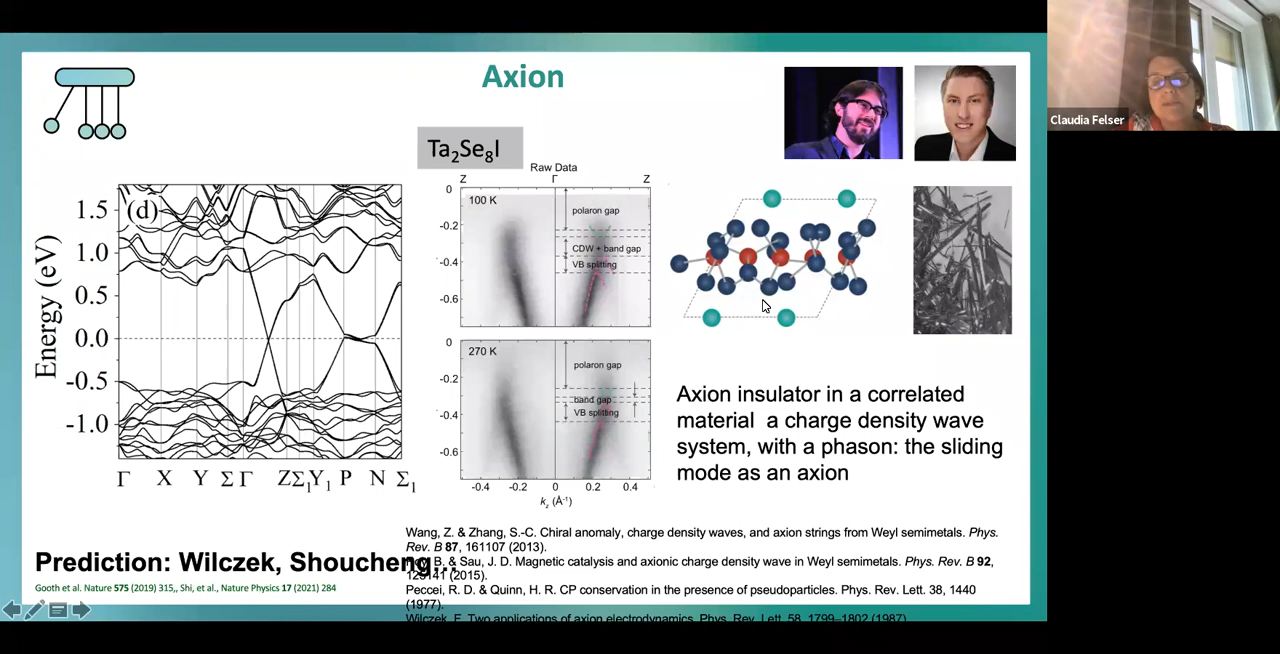 Axion
Claudia Felser
Ta₂Se₈I
Raw Data
Z Γ Z
(d)
1.5
1.0
0.5
0.0
-0.5
-1.0
Energy (eV)
Γ X Y Σ Γ Z Σ₁ Y₁ P N Σ₁
0
-0.2
-0.4
-0.6
100 K
polaron gap
CDW + band gap
VB splitting
0
-0.2
-0.4
-0.6
270 K
polaron gap
band gap
VB splitting
-0.4 -0.2 0 0.2 0.4
k_z (Å⁻¹)
Axion insulator in a correlated
material a charge density wave
system, with a phason: the sliding
mode as an axion
Prediction: Wilczek, Shoucheng,..
Gooth et al. Nature 575 (2019) 315,, Shi, et al., Nature Physics 17 (2021) 284
Wang, Z. & Zhang, S.-C. Chiral anomaly, charge density waves, and axion strings from Weyl semimetals. Phys.
Rev. B 87, 161107 (2013).
B. & Sau, J. D. Magnetic catalysis and axionic charge density wave in Weyl semimetals. Phys. Rev. B 92,
(2015).
Peccei, R. D. & Quinn, H. R. CP conservation in the presence of pseudoparticles. Phys. Rev. Lett. 38, 1440
(1977).
Wilczek, F. Two applications of axion electrodynamics. Phys. Rev. Lett. 58, 1799–1802 (1987).